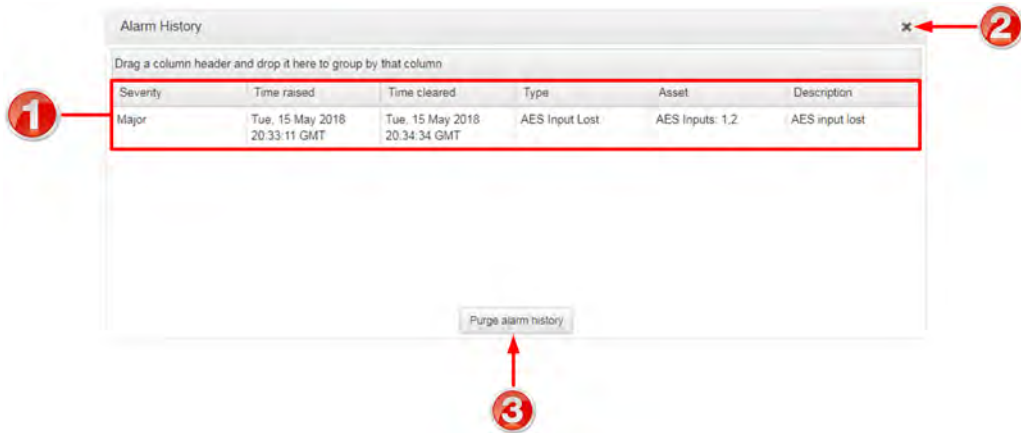 Alarm History
2
Drag a column header and drop it here to group by that column
Severity Time raised Time cleared Type Asset Description
1
Major Tue, 15 May 2018 Tue, 15 May 2018 AES Input Lost AES Inputs: 1,2 AES input lost
20:33:11 GMT 20:34:34 GMT
Purge alarm history
3